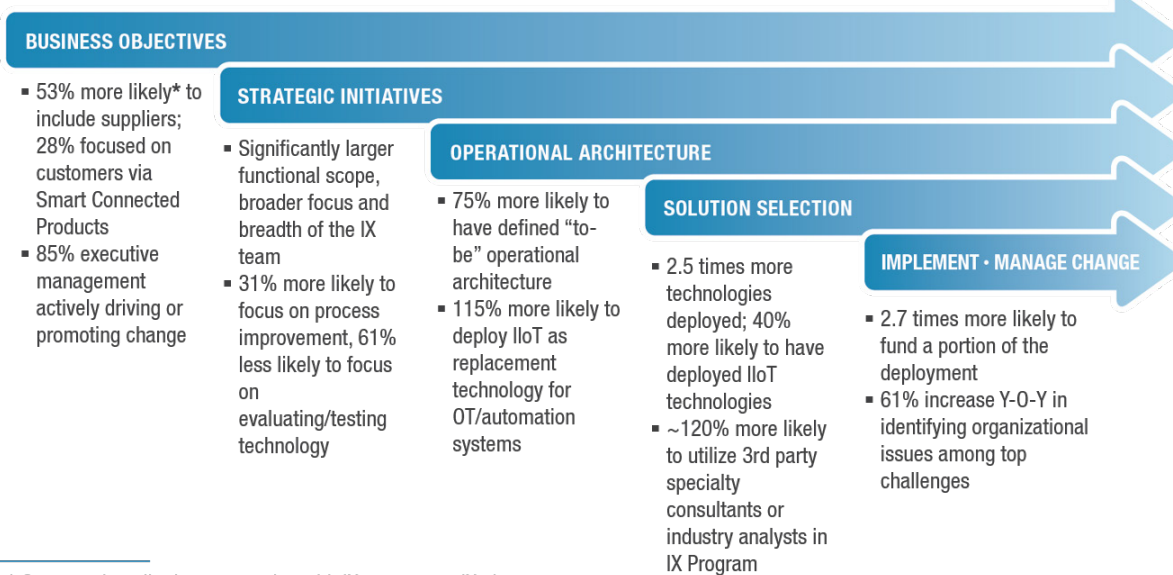 BUSINESS OBJECTIVES
▪ 53% more likely* to
include suppliers;
28% focused on
customers via
Smart Connected
Products
▪ 85% executive
management
actively driving or
promoting change
STRATEGIC INITIATIVES
▪ Significantly larger
functional scope,
broader focus and
breadth of the IX
team
▪ 31% more likely to
focus on process
improvement, 61%
less likely to focus
on
evaluating/testing
technology
OPERATIONAL ARCHITECTURE
▪ 75% more likely to
have defined “to-
be” operational
architecture
▪ 115% more likely to
deploy IIoT as
replacement
technology for
OT/automation
systems
SOLUTION SELECTION
▪ 2.5 times more
technologies
deployed; 40%
more likely to have
deployed IIoT
technologies
▪ ~120% more likely
to utilize 3rd party
specialty
consultants or
industry analysts in
IX Program
IMPLEMENT • MANAGE CHANGE
▪ 2.7 times more likely to
fund a portion of the
deployment
▪ 61% increase Y-O-Y in
identifying organizational
issues among top
challenges